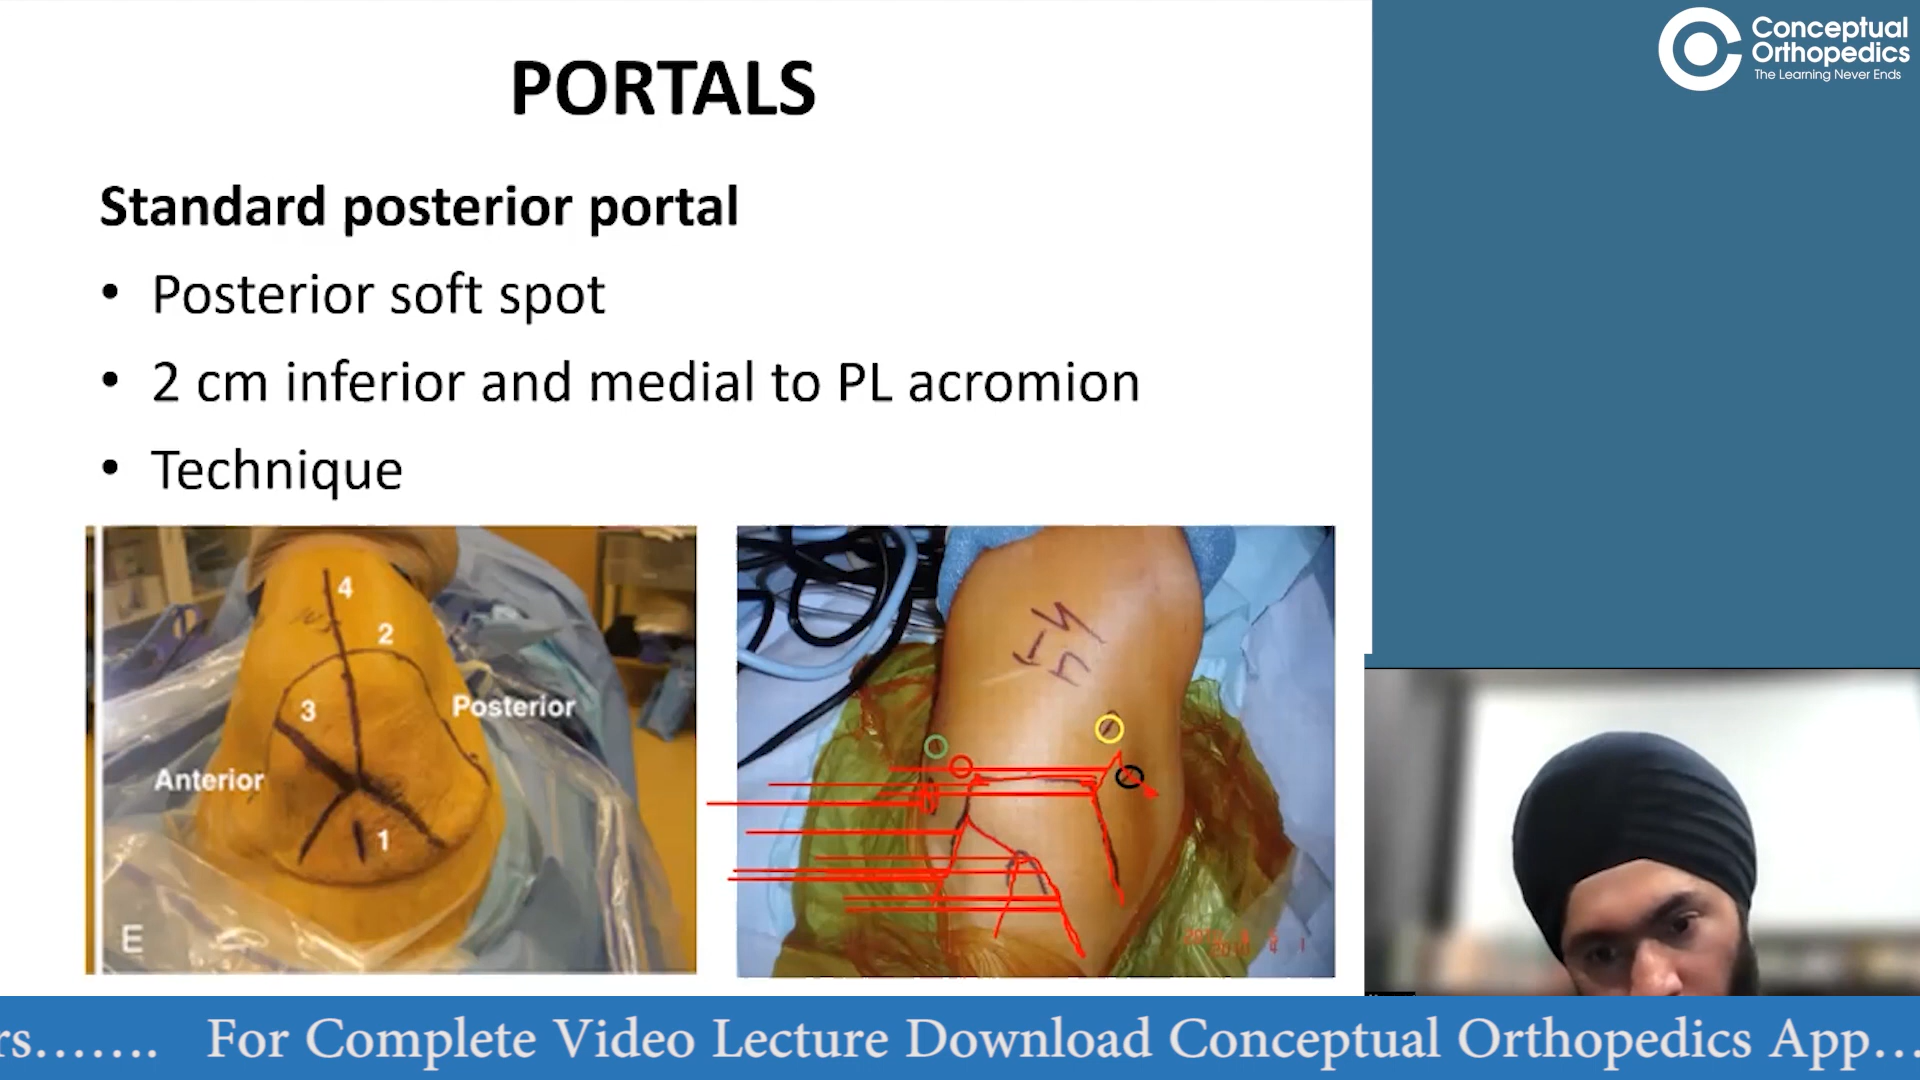 PORTALS
Standard posterior portal
• Posterior soft spot
• 2 cm inferior and medial to PL acromion
• Technique
4
2
3
Posterior
Anterior
1
E
Conceptual
Orthopedics
The Learning Never Ends
rs....... For Complete Video Lecture Download Conceptual Orthopedics App...